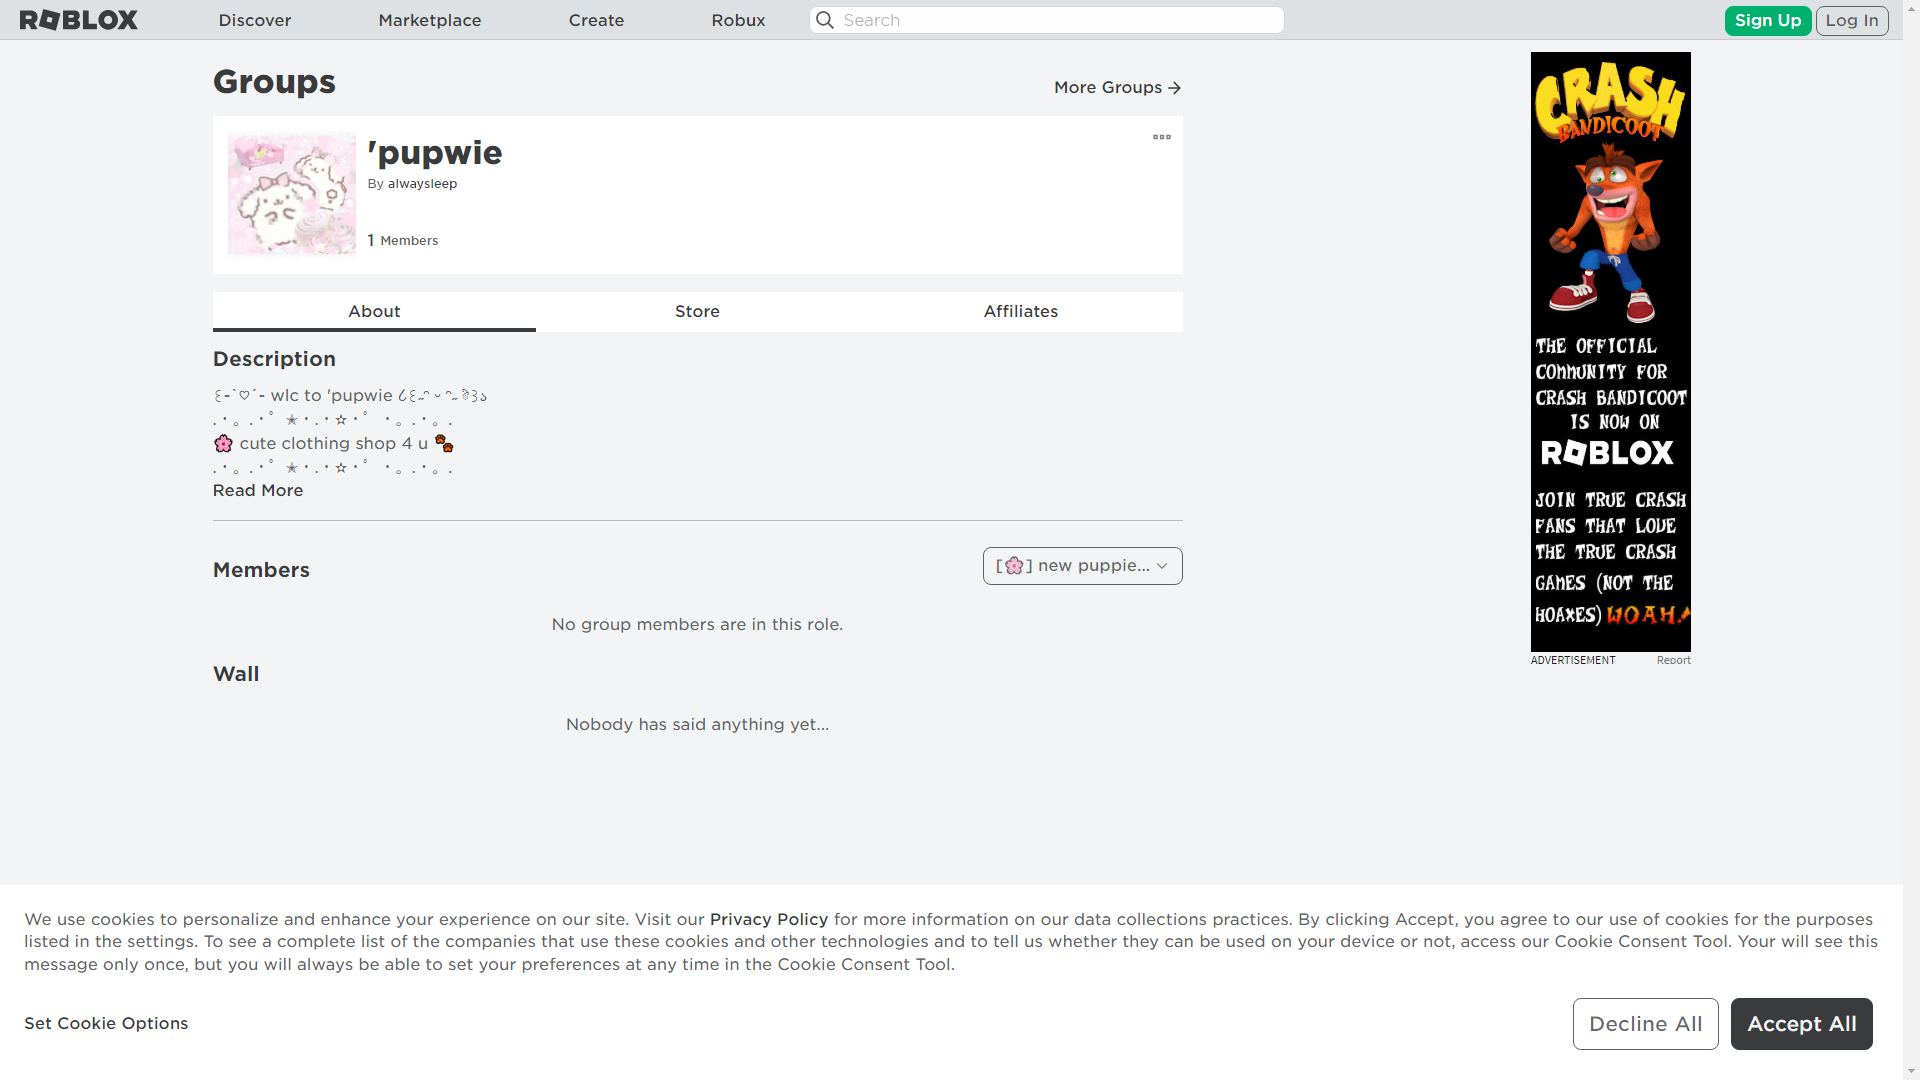 ROBLOX
Discover
Marketplace
Create
Robux
Search
Sign Up
Log In
Groups
More Groups
'pupwie
By alwaysleep
1 Members
About
Store
Affiliates
Description
wlc to 'pupwie
🌸 cute clothing shop 4 u 🐾
Read More
Members
[🌸] new puppie...
No group members are in this role.
Wall
Nobody has said anything yet...
CRASH
BANDICOOT
THE OFFICIAL
COMMUNITY FOR
CRASH BANDICOOT
IS NOW ON
ROBLOX
JOIN TRUE CRASH
FANS THAT LOVE
THE TRUE CRASH
GAMES (NOT THE
HOAXES) WOAH!
ADVERTISEMENT
Report
We use cookies to personalize and enhance your experience on our site. Visit our Privacy Policy for more information on our data collections practices. By clicking Accept, you agree to our use of cookies for the purposes
listed in the settings. To see a complete list of the companies that use these cookies and other technologies and to tell us whether they can be used on your device or not, access our Cookie Consent Tool. Your will see this
message only once, but you will always be able to set your preferences at any time in the Cookie Consent Tool.
Set Cookie Options
Decline All
Accept All